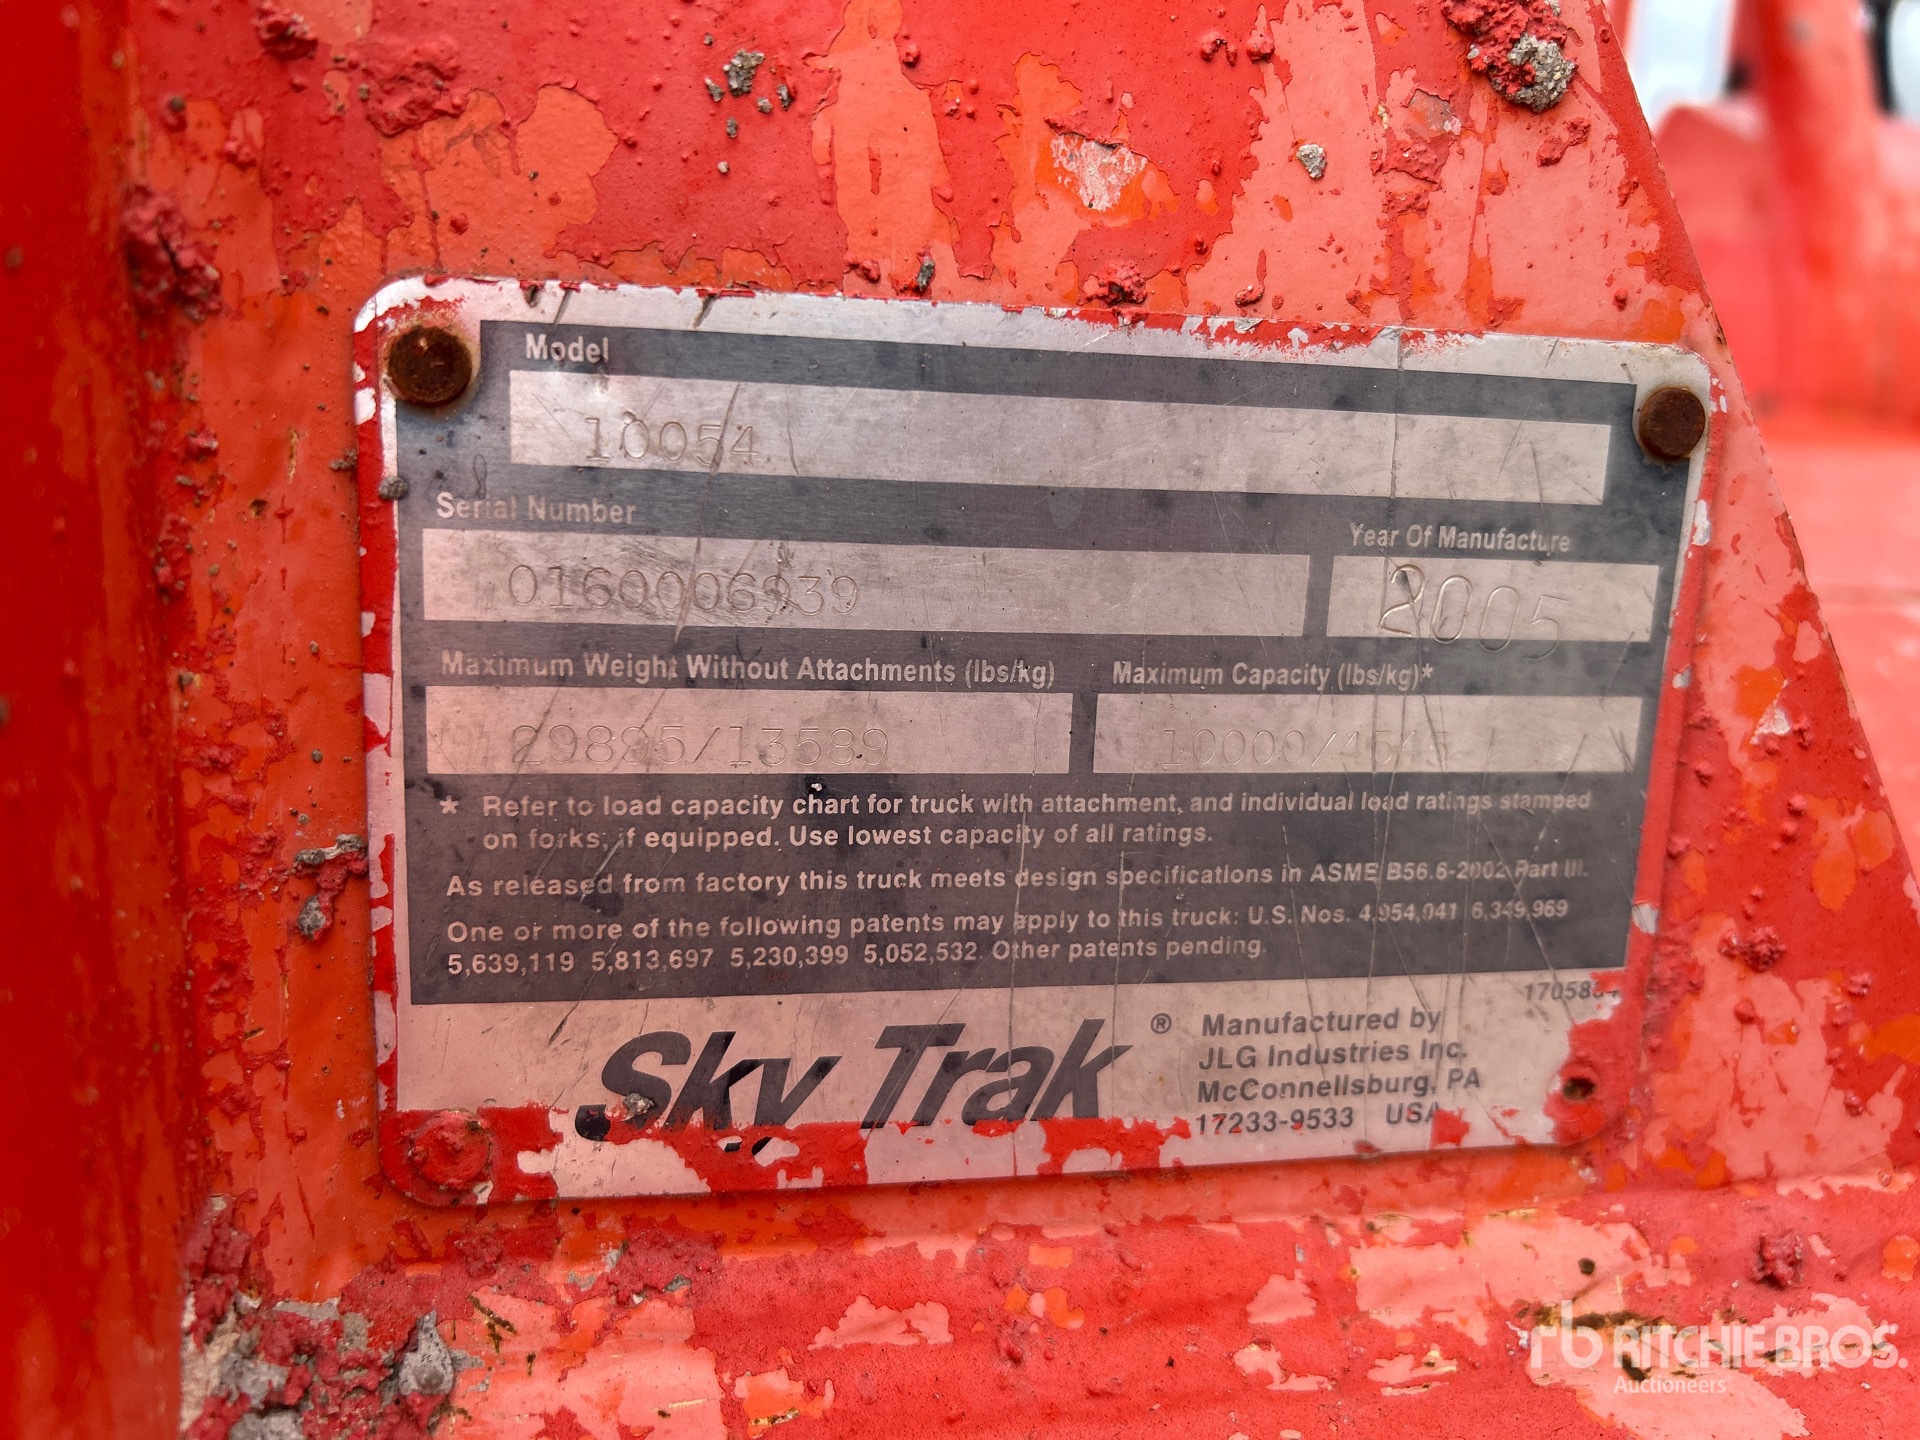 Model
10054
Serial Number
Year Of Manufacture
0160006939
2005
Maximum Weight Without Attachments (lbs/kg)
Maximum Capacity (lbs/kg)*
29895/13589
10000/4545
* Refer to load capacity chart for truck with attachment, and individual load ratings stamped
on forks, if equipped. Use lowest capacity of all ratings.
As released from factory this truck meets design specifications in ASME B56.6-2002 Part III.
One or more of the following patents may apply to this truck: U.S. Nos. 4,954,041 6,349,969
5,639,119 5,813,697 5,230,399 5,052,532. Other patents pending.
Sky Trak ®
Manufactured by
JLG Industries Inc.
McConnellsburg, PA
17233-9533 USA
rb RITCHIE BROS.
Auctioneers